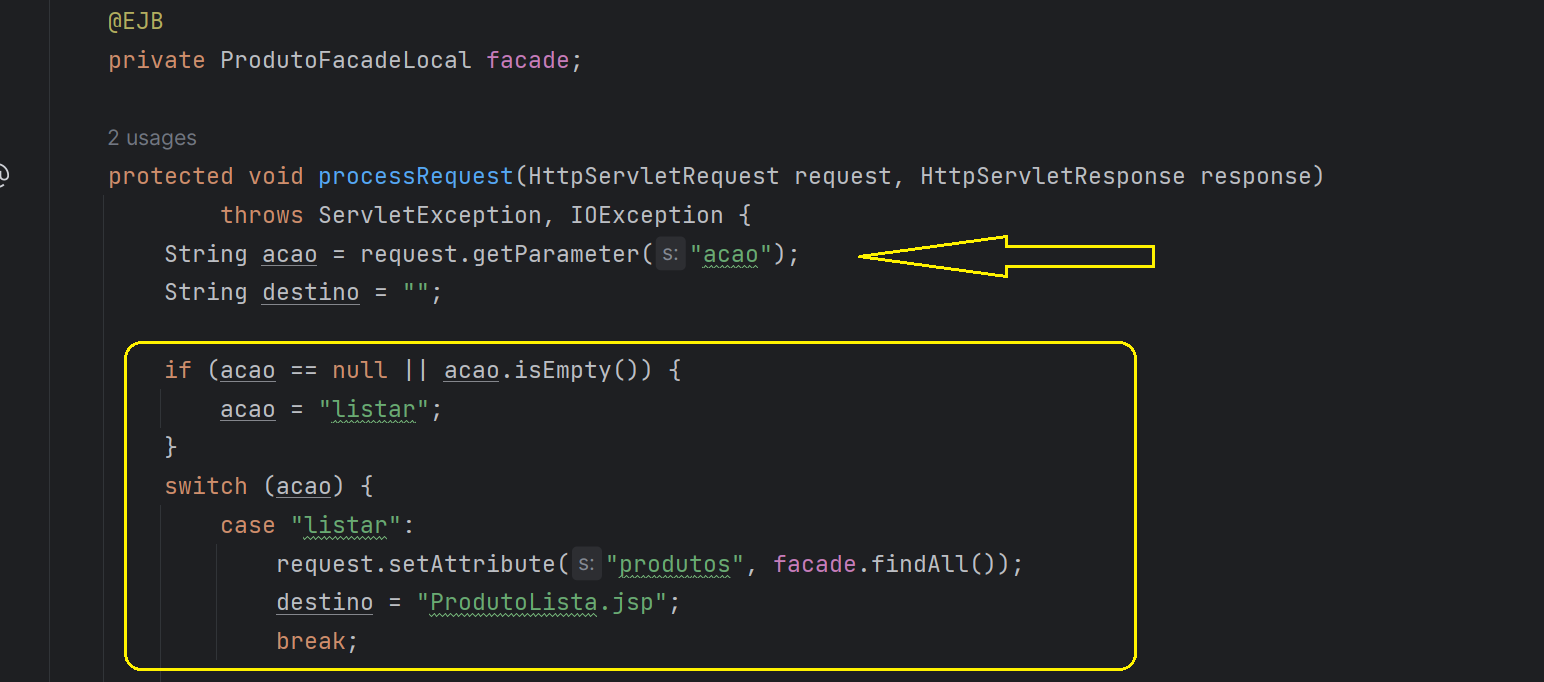 @EJB
private ProdutoFacadeLocal facade;
2 usages
protected void processRequest(HttpServletRequest request, HttpServletResponse response)
throws ServletException, IOException {
String acao = request.getParameter( s: "acao");
String destino = "";
if (acao == null || acao.isEmpty()) {
acao = "listar";
}
switch (acao) {
case "listar":
request.setAttribute( s: "produtos", facade.findAll());
destino = "ProdutoLista.jsp";
break;